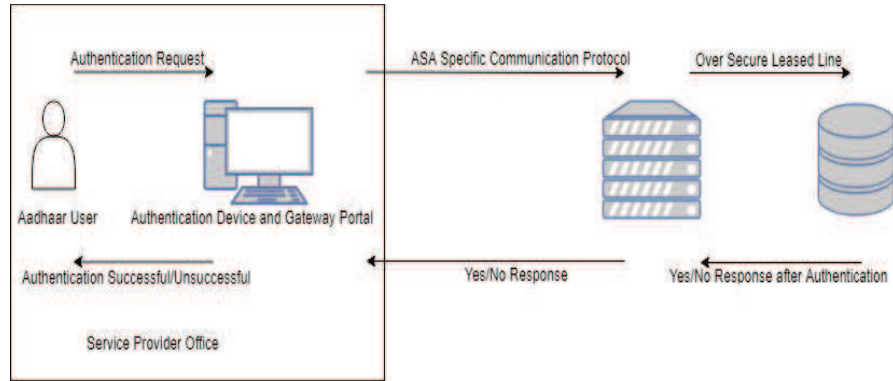 Authentication Request
ASA Specific Communication Protocol
Over Secure Leased Line
Aadhaar User
Authentication Device and Gateway Portal
Authentication Successful/Unsuccessful
Yes/No Response
Yes/No Response after Authentication
Service Provider Office